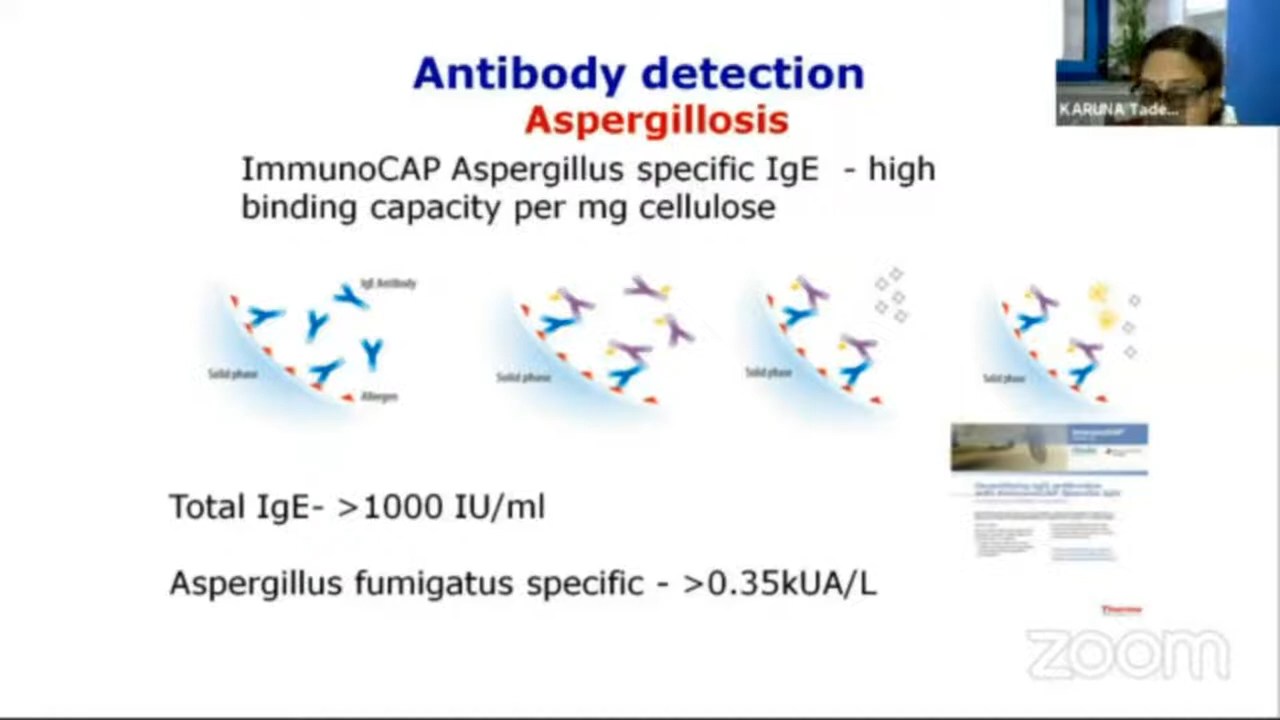 Antibody detection
Aspergillosis
KARUNA Tade...
ImmunoCAP Aspergillus specific IgE - high
binding capacity per mg cellulose
IgE Antibody
Solid phase
Allergen
Solid phase
Solid phase
Solid phase
Total IgE- >1000 IU/ml
Aspergillus fumigatus specific - >0.35kUA/L
zoom